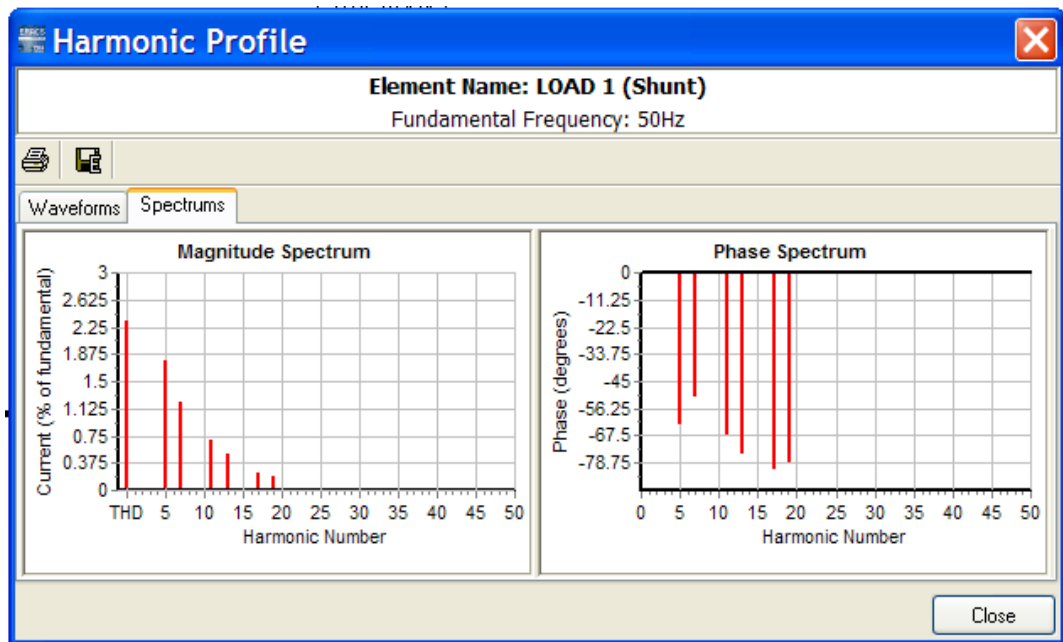 Harmonic Profile
Element Name: LOAD 1 (Shunt)
Fundamental Frequency: 50Hz
Waveforms Spectrums
Magnitude Spectrum
Current (% of fundamental)
3
2.625
2.25
1.875
1.5
1.125
0.75
0.375
0
THD 5 10 15 20 25 30 35 40 45 50
Harmonic Number
Phase Spectrum
Phase (degrees)
0
-11.25
-22.5
-33.75
-45
-56.25
-67.5
-78.75
0 5 10 15 20 25 30 35 40 45 50
Harmonic Number
Close